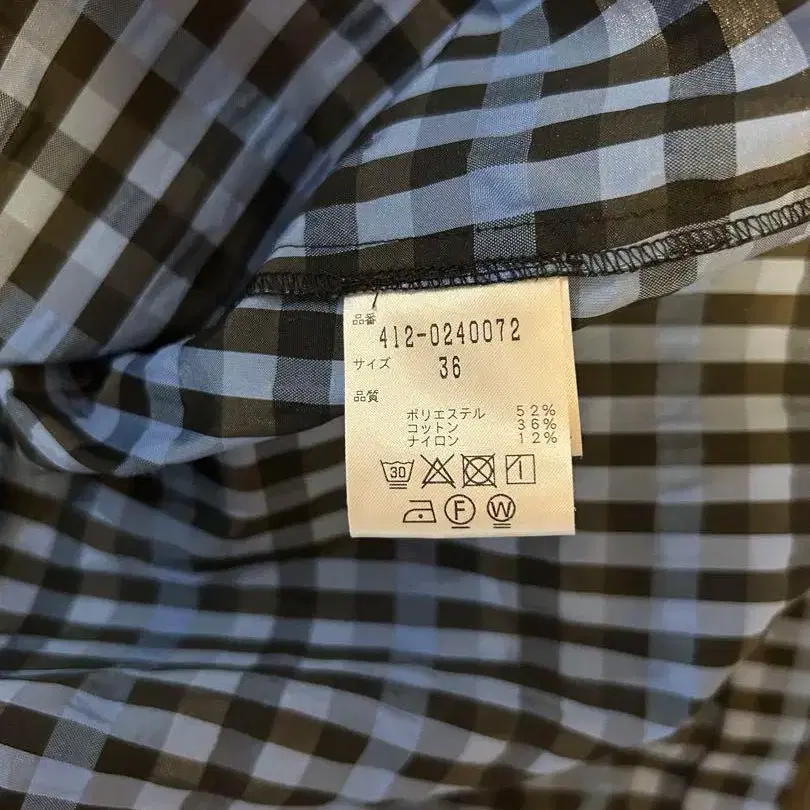 品番
412-0240072
サイズ
36
品質
ポリエステル 52%
コットン 36%
ナイロン 12%
30
F W